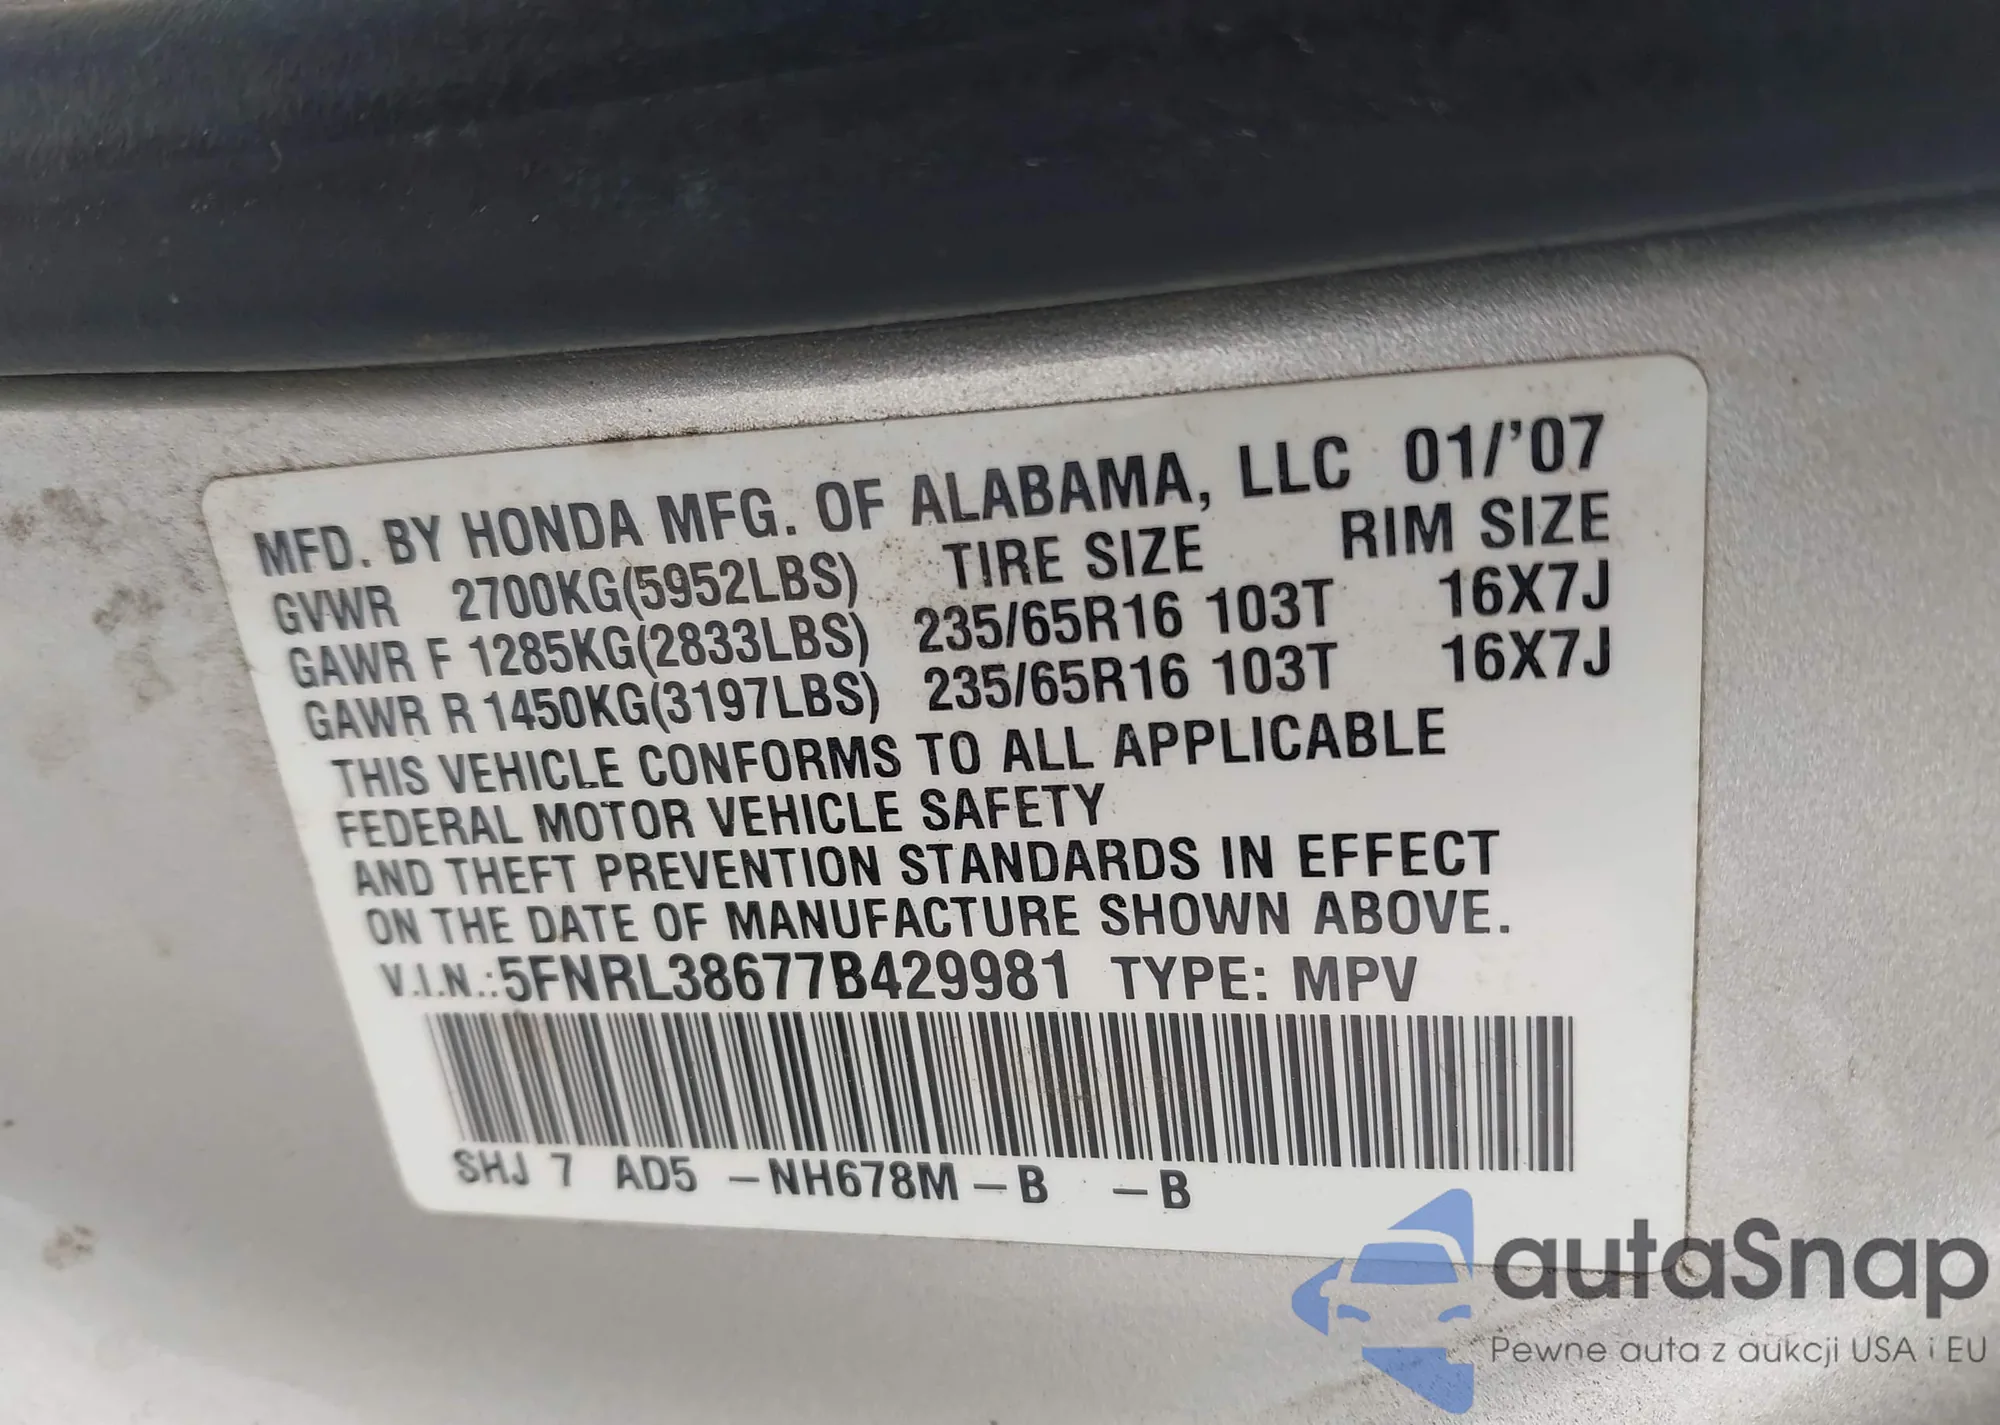 MFD. BY HONDA MFG. OF ALABAMA, LLC 01/'07
GVWR 2700KG(5952LBS) TIRE SIZE RIM SIZE
GAWR F 1285KG(2833LBS) 235/65R16 103T 16X7J
GAWR R 1450KG(3197LBS) 235/65R16 103T 16X7J
THIS VEHICLE CONFORMS TO ALL APPLICABLE
FEDERAL MOTOR VEHICLE SAFETY
AND THEFT PREVENTION STANDARDS IN EFFECT
ON THE DATE OF MANUFACTURE SHOWN ABOVE.
V.I.N.:5FNRL38677B429981 TYPE: MPV
SHJ 7 AD5 –NH678M –B –B
autaSnap
Pewne auta z aukcji USA i EU